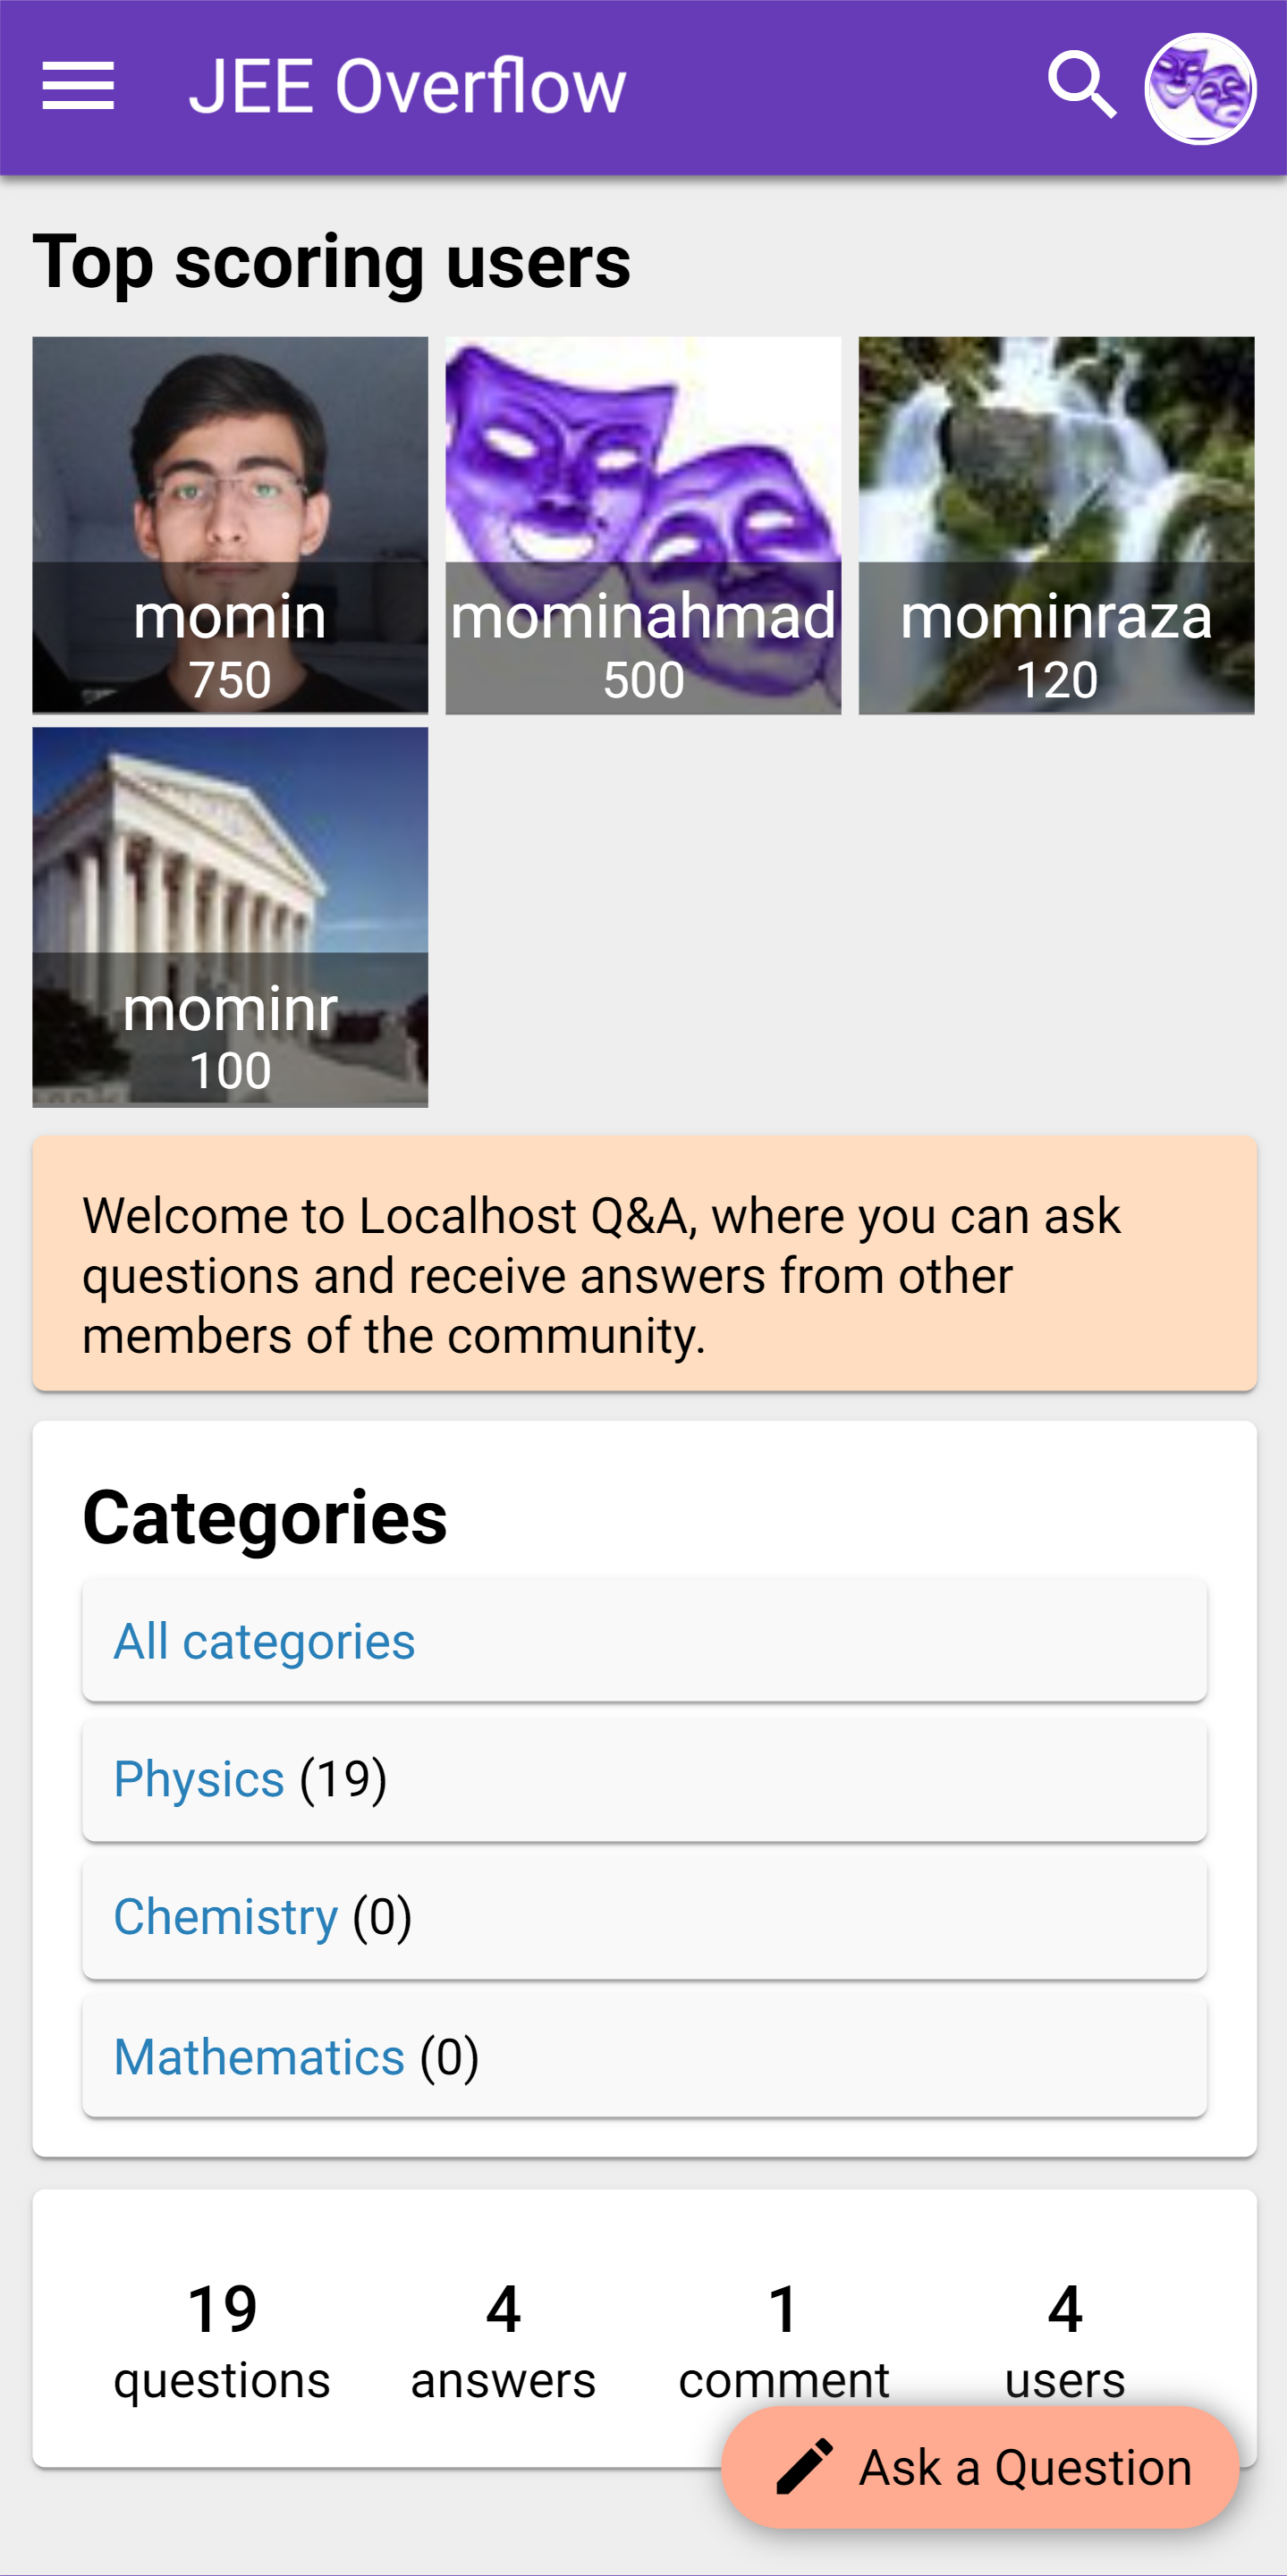 JEE Overflow
Top scoring users
momin
750
mominahmad
500
mominraza
120
mominr
100
Welcome to Localhost Q&A, where you can ask
questions and receive answers from other
members of the community.
Categories
All categories
Physics (19)
Chemistry (0)
Mathematics (0)
19
questions
4
answers
1
comment
4
users
Ask a Question